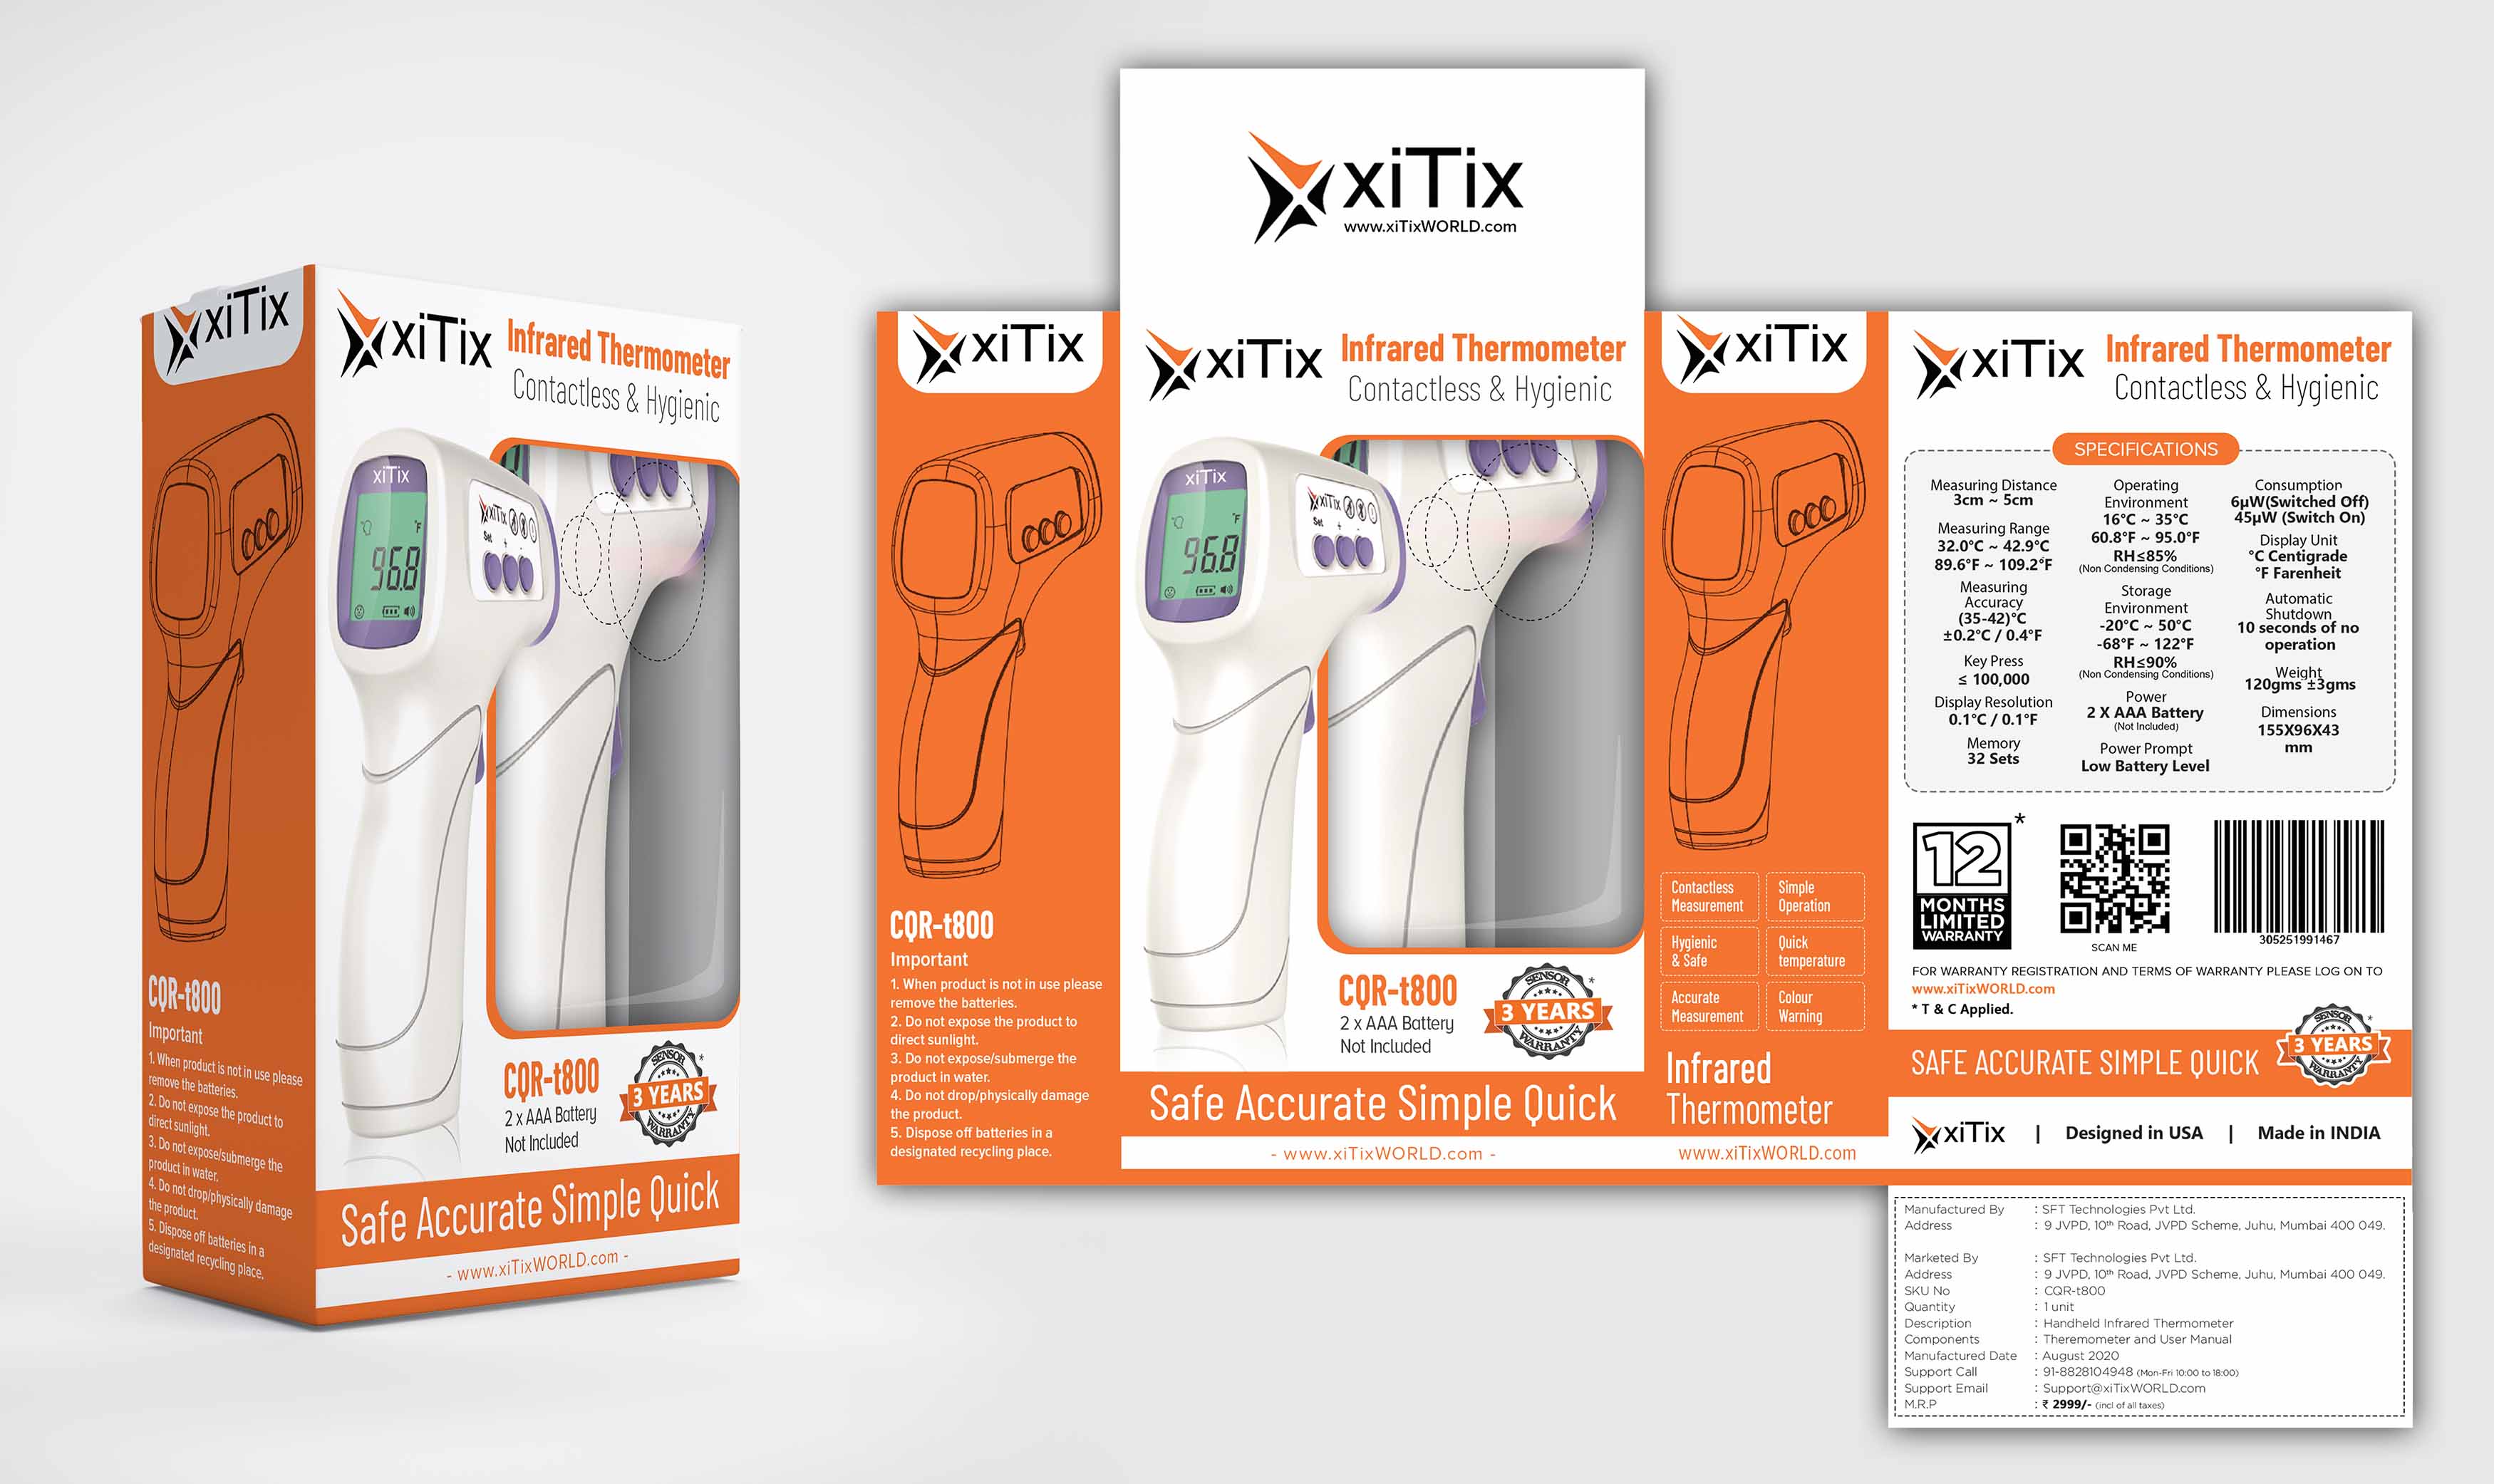 xiTix
xiTix
Infrared Thermometer
Contactless & Hygienic
xiTix
°F
96.8
xiTix
Set + -
CQR-t800
Important
1. When product is not in use please
remove the batteries.
2. Do not expose the product to
direct sunlight.
3. Do not expose/submerge the
product in water.
4. Do not drop/physically damage
the product.
5. Dispose off batteries in a
designated recycling place.
CQR-t800
2 x AAA Battery
Not Included
SENSOR *
3 YEARS
WARRANTY
Safe Accurate Simple Quick
- www.xiTixWORLD.com -
xiTix
www.xiTixWORLD.com
xiTix
CQR-t800
Important
1. When product is not in use please
remove the batteries.
2. Do not expose the product to
direct sunlight.
3. Do not expose/submerge the
product in water.
4. Do not drop/physically damage
the product.
5. Dispose off batteries in a
designated recycling place.
xiTix
Infrared Thermometer
Contactless & Hygienic
xiTix
°F
96.8
xiTix
Set + -
CQR-t800
2 x AAA Battery
Not Included
SENSOR *
3 YEARS
WARRANTY
Safe Accurate Simple Quick
- www.xiTixWORLD.com -
xiTix
Contactless
Measurement
Simple
Operation
Hygienic
& Safe
Quick
temperature
Accurate
Measurement
Colour
Warning
Infrared
Thermometer
www.xiTixWORLD.com
xiTix
Infrared Thermometer
Contactless & Hygienic
SPECIFICATIONS
Measuring Distance
3cm ~ 5cm
Measuring Range
32.0°C ~ 42.9°C
89.6°F ~ 109.2°F
Measuring
Accuracy
(35-42)°C
±0.2°C / 0.4°F
Key Press
≤ 100,000
Display Resolution
0.1°C / 0.1°F
Memory
32 Sets
Operating
Environment
16°C ~ 35°C
60.8°F ~ 95.0°F
RH≤85%
(Non Condensing Conditions)
Storage
Environment
-20°C ~ 50°C
-68°F ~ 122°F
RH≤90%
(Non Condensing Conditions)
Power
2 X AAA Battery
(Not Included)
Power Prompt
Low Battery Level
Consumption
6µW(Switched Off)
45µW (Switch On)
Display Unit
°C Centigrade
°F Farenheit
Automatic
Shutdown
10 seconds of no
operation
Weight
120gms ±3gms
Dimensions
155X96X43
mm
12 *
MONTHS
LIMITED
WARRANTY
SCAN ME
305251991467
FOR WARRANTY REGISTRATION AND TERMS OF WARRANTY PLEASE LOG ON TO
www.xiTixWORLD.com
* T & C Applied.
SAFE ACCURATE SIMPLE QUICK
SENSOR *
3 YEARS
WARRANTY
xiTix | Designed in USA | Made in INDIA
Manufactured By : SFT Technologies Pvt Ltd.
Address : 9 JVPD, 10th Road, JVPD Scheme, Juhu, Mumbai 400 049.
Marketed By : SFT Technologies Pvt Ltd.
Address : 9 JVPD, 10th Road, JVPD Scheme, Juhu, Mumbai 400 049.
SKU No : CQR-t800
Quantity : 1 unit
Description : Handheld Infrared Thermometer
Components : Theremometer and User Manual
Manufactured Date : August 2020
Support Call : 91-8828104948 (Mon-Fri 10:00 to 18:00)
Support Email : Support@xiTixWORLD.com
M.R.P : ₹ 2999/- (incl of all taxes)